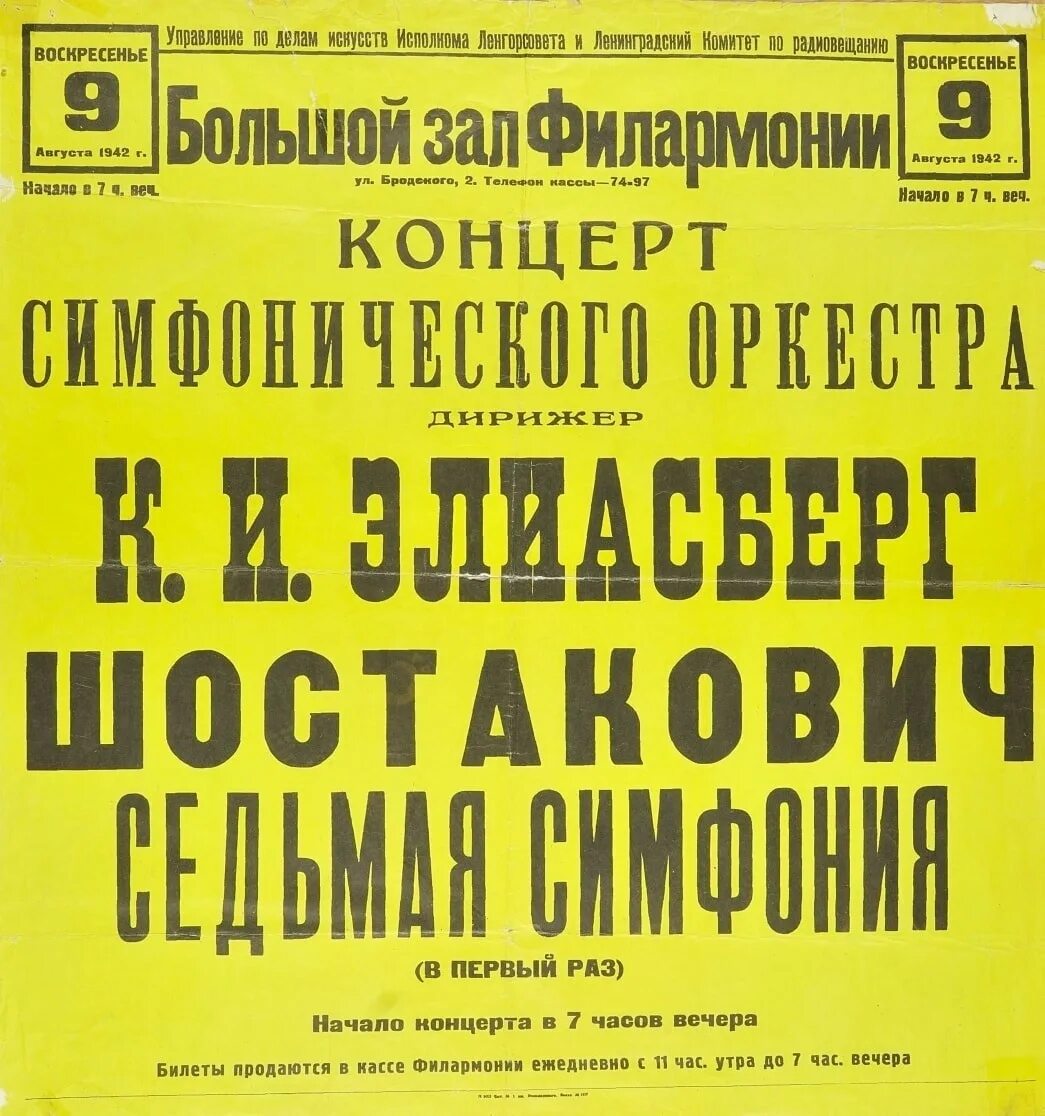 Управление по делам искусств Исполкома Ленгорсовета и Ленинградский Комитет по радиовещанию
ВОСКРЕСЕНЬЕ
9
Августа 1942 г.
Начало в 7 ч. веч.
ВОСКРЕСЕНЬЕ
9
Августа 1942 г.
Начало в 7 ч. веч.
Большой зал Филармонии
ул. Бродского, 2. Телефон кассы—74-97
КОНЦЕРТ
СИМФОНИЧЕСКОГО ОРКЕСТРА
ДИРИЖЕР
К. И. ЭЛИАСБЕРГ
ШОСТАКОВИЧ
СЕДЬМАЯ СИМФОНИЯ
(В ПЕРВЫЙ РАЗ)
Начало концерта в 7 часов вечера
Билеты продаются в кассе Филармонии ежедневно с 11 час. утра до 7 час. вечера